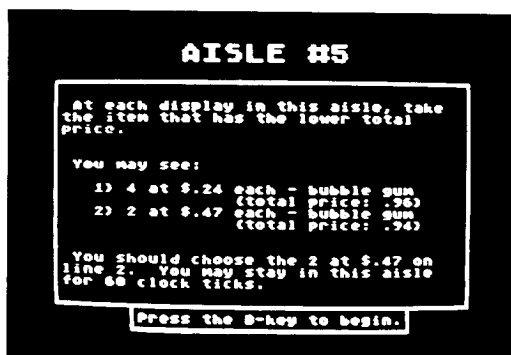 AISLE #5
At each display in this aisle, take
the item that has the lower total
price.
You may see:
1) 4 at $.24 each - bubble gum
(total price: .96)
2) 2 at $.47 each - bubble gum
(total price: .94)
You should choose the 2 at $.47 on
line 2. You may stay in this aisle
for 60 clock ticks.
Press the B-key to begin.